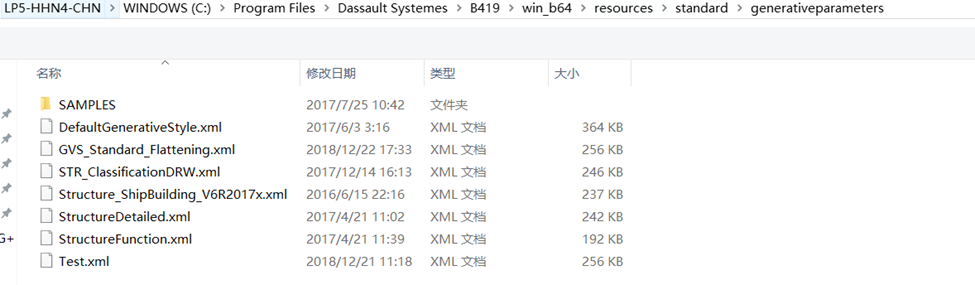 LP5-HHN4-CHN > WINDOWS (C:) > Program Files > Dassault Systemes > B419 > win_b64 > resources > standard > generativeparameters
名称 修改日期 类型 大小
SAMPLES 2017/7/25 10:42 文件夹
DefaultGenerativeStyle.xml 2017/6/3 3:16 XML 文档 364 KB
GVS_Standard_Flattening.xml 2018/12/22 17:33 XML 文档 256 KB
STR_ClassificationDRW.xml 2017/12/14 16:13 XML 文档 246 KB
Structure_ShipBuilding_V6R2017x.xml 2016/6/15 22:16 XML 文档 237 KB
StructureDetailed.xml 2017/4/21 11:02 XML 文档 242 KB
G+ StructureFunction.xml 2017/4/21 11:39 XML 文档 192 KB
Test.xml 2018/12/21 11:18 XML 文档 256 KB